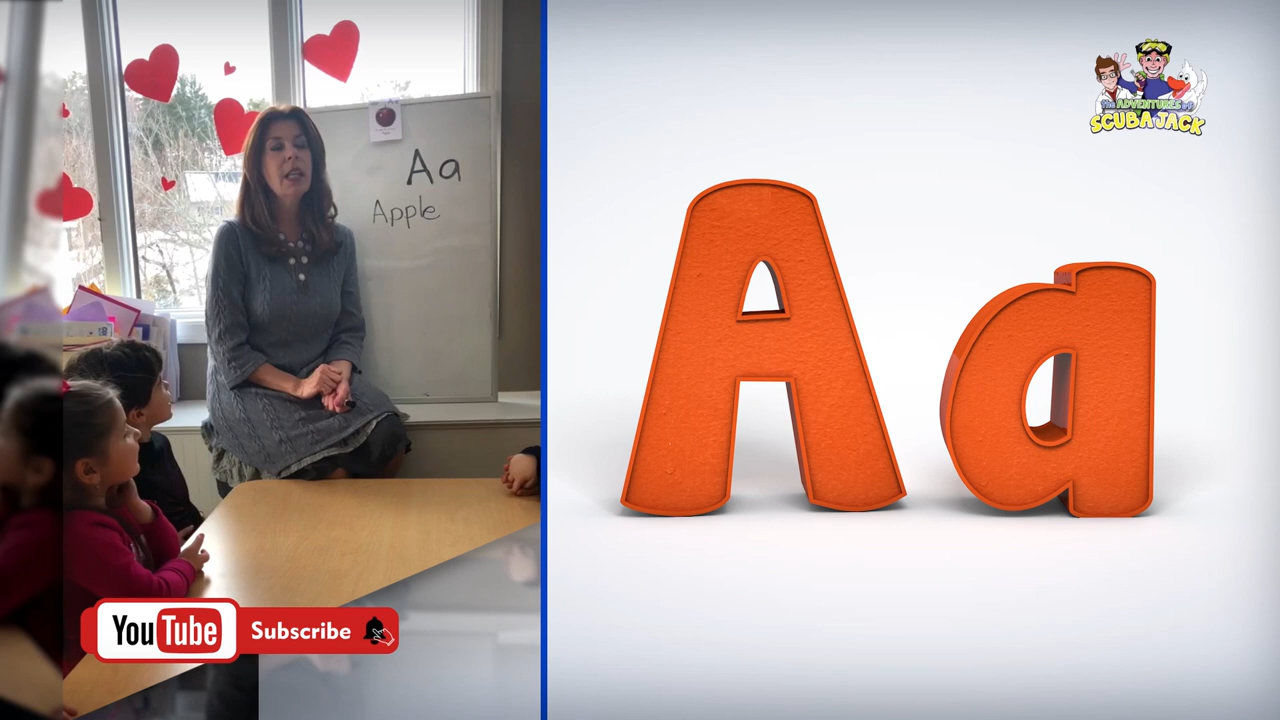 Aa
Apple
YouTube Subscribe
Aa
The ADVENTURES of
SCUBA JACK